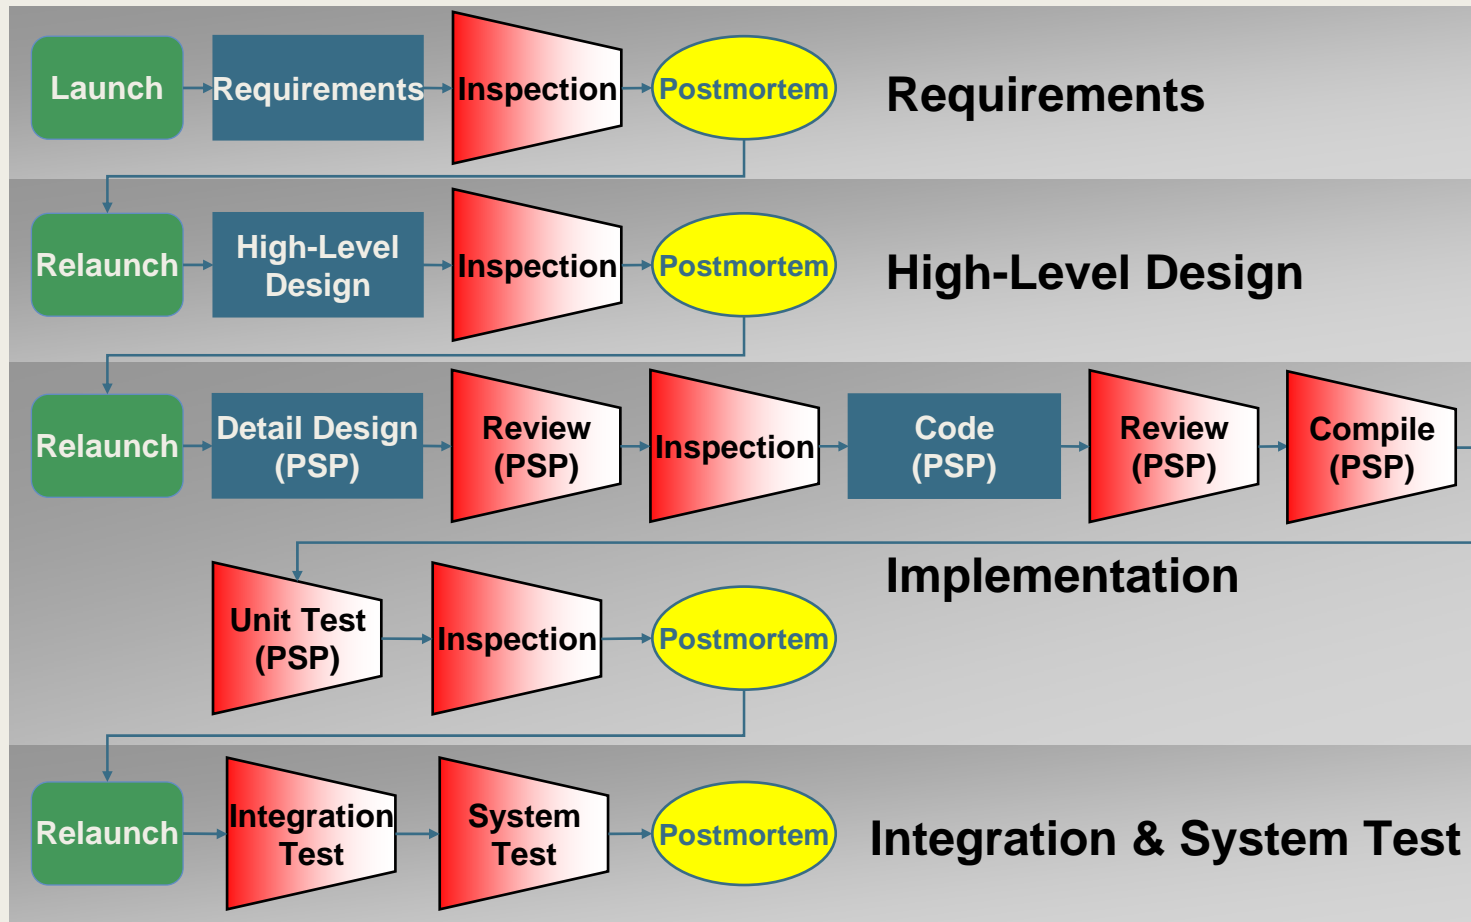 Launch
Requirements
Inspection
Postmortem
Requirements
Relaunch
High-Level
Design
Inspection
Postmortem
High-Level Design
Relaunch
Detail Design
(PSP)
Review
(PSP)
Inspection
Code
(PSP)
Review
(PSP)
Compile
(PSP)
Implementation
Unit Test
(PSP)
Inspection
Postmortem
Relaunch
Integration
Test
System
Test
Postmortem
Integration & System Test